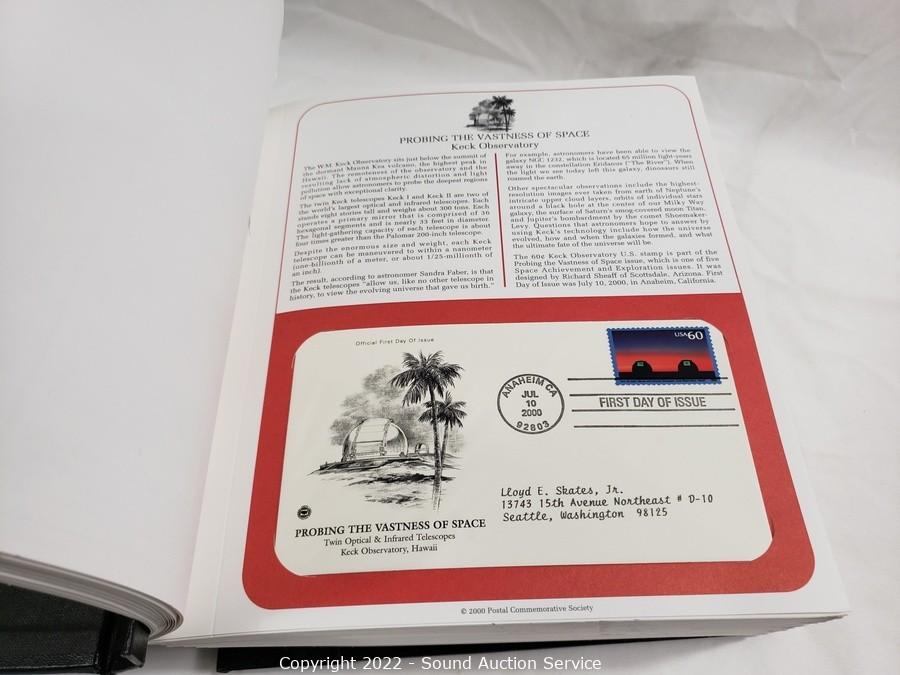 PROBING THE VASTNESS OF SPACE
Keck Observatory
The W.M. Keck Observatory sits just below the summit of
the dormant Mauna Kea volcano, the highest peak in
Hawaii. The remoteness of the observatory and the
resulting lack of atmospheric distortion and light
pollution allow astronomers to probe the deepest regions
of space with exceptional clarity.
The twin Keck telescopes Keck I and Keck II are two of
the world's largest optical and infrared telescopes. Each
stands eight stories tall and weighs about 300 tons. Each
operates a primary mirror that is comprised of 36
hexagonal segments and is nearly 33 feet in diameter.
The light-gathering capacity of each telescope is about
four times greater than the Palomar 200-inch telescope.
Despite the enormous size and weight, each Keck
telescope can be maneuvered to within a nanometer
(one-billionth of a meter, or about 1/25-millionth of
an inch).
The result, according to astronomer Sandra Faber, is that
the Keck telescopes "allow us, like no other telescope in
history, to view the evolving universe that gave us birth."
For example, astronomers have been able to view the
galaxy NGC 1232, which is located 65 million light-years
away in the constellation Eridanus ("The River"). When
the light we see today left this galaxy, dinosaurs still
roamed the earth.
Other spectacular observations include the highest-
resolution images ever taken from earth of Neptune's
intricate upper cloud layers, orbits of individual stars
around a black hole at the center of our Milky Way
galaxy, the surface of Saturn's smog-covered moon Titan,
and Jupiter's bombardment by the comet Shoemaker-
Levy. Questions that astronomers hope to answer by
using Keck's technology include how the universe
evolved, how and when the galaxies formed, and what
the ultimate fate of the universe will be.
The 60¢ Keck Observatory U.S. stamp is part of the
Probing the Vastness of Space issue, which is one of five
Space Achievement and Exploration issues. It was
designed by Richard Sheaff of Scottsdale, Arizona. First
Day of Issue was July 10, 2000, in Anaheim, California.
Official First Day Of Issue
USA60
ANAHEIM CA
JUL
10
2000
92803
FIRST DAY OF ISSUE
Lloyd E. Skates, Jr.
13743 15th Avenue Northeast # D-10
Seattle, Washington 98125
PROBING THE VASTNESS OF SPACE
Twin Optical & Infrared Telescopes
Keck Observatory, Hawaii
© 2000 Postal Commemorative Society
Copyright 2022 - Sound Auction Service